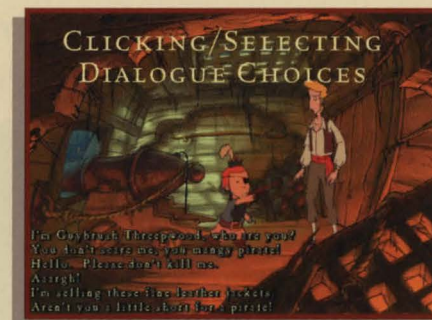 CLICKING/SELECTING
DIALOGUE CHOICES
I'm Guybrush Threepwood, who are you?
You don't scare me, you mangy pirate!
Hello. Please don't kill me.
Aarrgh!
I'm selling these fine leather jackets.
Aren't you a little short for a pirate?